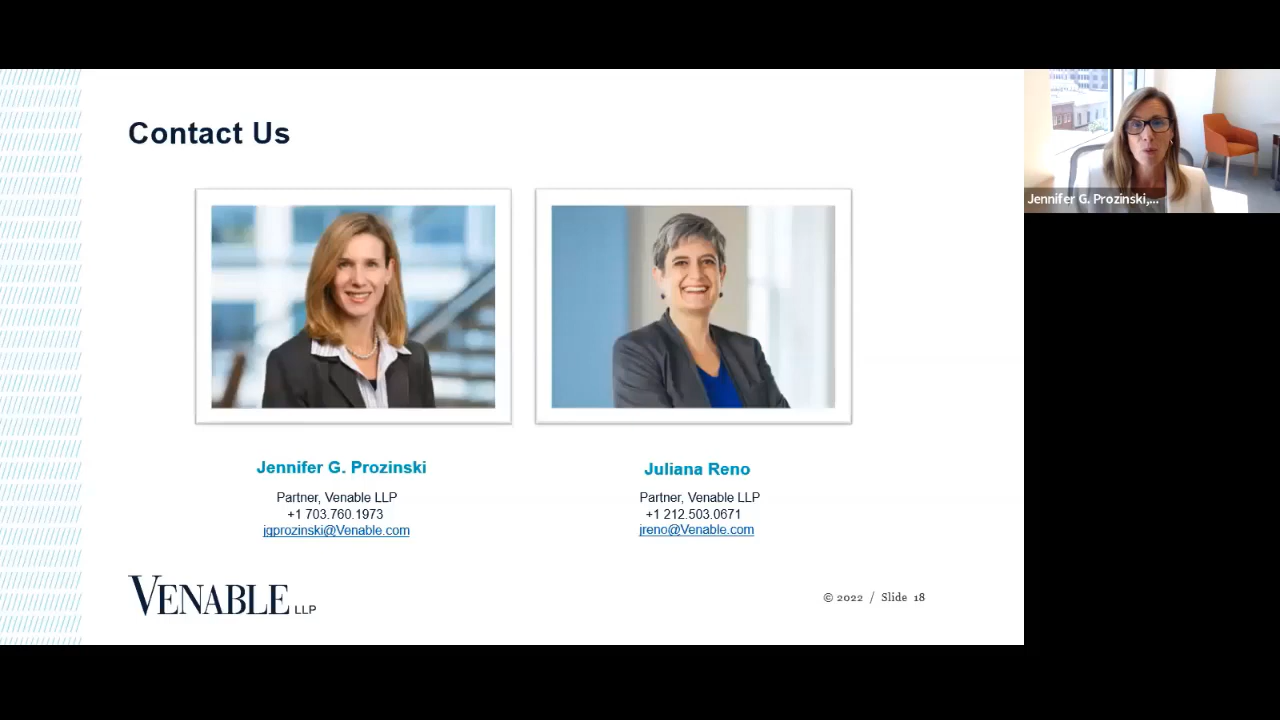 Contact Us
Jennifer G. Prozinski,...
Jennifer G. Prozinski
Partner, Venable LLP
+1 703.760.1973
jgprozinski@Venable.com
Juliana Reno
Partner, Venable LLP
+1 212.503.0671
jreno@Venable.com
VENABLE LLP
© 2022 / Slide 18